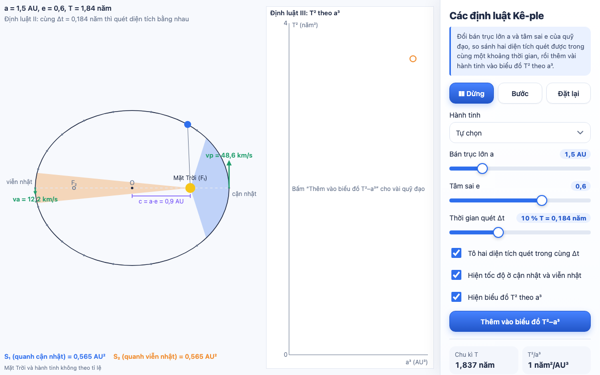 a = 1,5 AU, e = 0,6, T = 1,84 năm
Định luật II: cùng Δt = 0,184 năm thì quét diện tích bằng nhau
viễn nhật
va = 12,2 km/s
F₂
O
Mặt Trời (F₁)
vp = 48,6 km/s
cận nhật
c = a·e = 0,9 AU
S₁ (quanh cận nhật) = 0,565 AU²
S₂ (quanh viễn nhật) = 0,565 AU²
Mặt Trời và hành tinh không theo tỉ lệ
Định luật III: T² theo a³
4
T² (năm²)
Bấm "Thêm vào biểu đồ T²–a³" cho vài quỹ đạo
0
a³ (AU³)
Các định luật Kê-ple
Đổi bán trục lớn a và tâm sai e của quỹ
đạo, so sánh hai diện tích quét được trong
cùng một khoảng thời gian, rồi thêm vài
hành tinh vào biểu đồ T² theo a³.
Dừng
Bước
Đặt lại
Hành tinh
Tự chọn
Bán trục lớn a
1,5 AU
Tâm sai e
0,6
Thời gian quét Δt
10 % T = 0,184 năm
Tô hai diện tích quét trong cùng Δt
Hiện tốc độ ở cận nhật và viễn nhật
Hiện biểu đồ T² theo a³
Thêm vào biểu đồ T²–a³
Chu kì T
1,837 năm
T²/a³
1 năm²/AU³